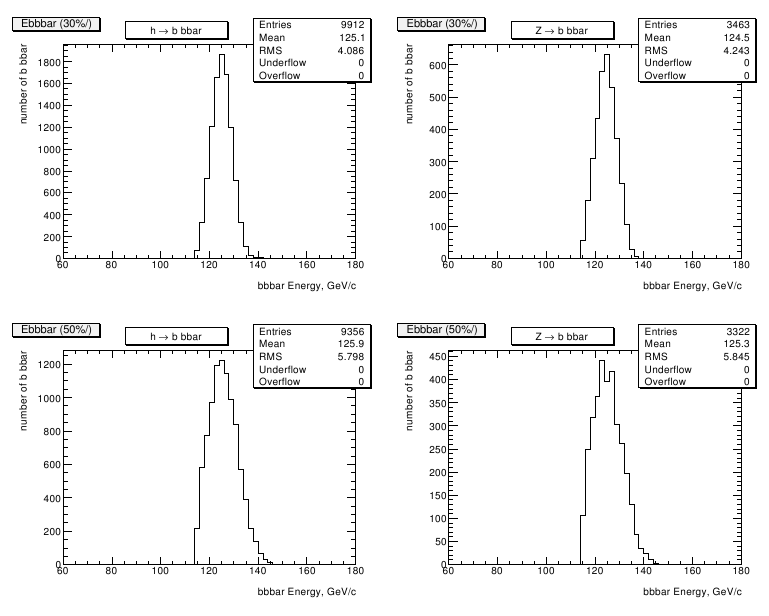 Ebbbar (30%/)
h → b bbar
Entries 9912
Mean 125.1
RMS 4.086
Underflow 0
Overflow 0
number of b bbar
1800
1600
1400
1200
1000
800
600
400
200
0
60 80 100 120 140 160 180
bbbar Energy, GeV/c
Ebbbar (30%/)
Z → b bbar
Entries 3463
Mean 124.5
RMS 4.243
Underflow 0
Overflow 0
number of b bbar
600
500
400
300
200
100
0
60 80 100 120 140 160 180
bbbar Energy, GeV/c
Ebbbar (50%/)
h → b bbar
Entries 9356
Mean 125.9
RMS 5.798
Underflow 0
Overflow 0
number of b bbar
1200
1000
800
600
400
200
0
60 80 100 120 140 160 180
bbbar Energy, GeV/c
Ebbbar (50%/)
Z → b bbar
Entries 3322
Mean 125.3
RMS 5.845
Underflow 0
Overflow 0
number of b bbar
450
400
350
300
250
200
150
100
50
0
60 80 100 120 140 160 180
bbbar Energy, GeV/c